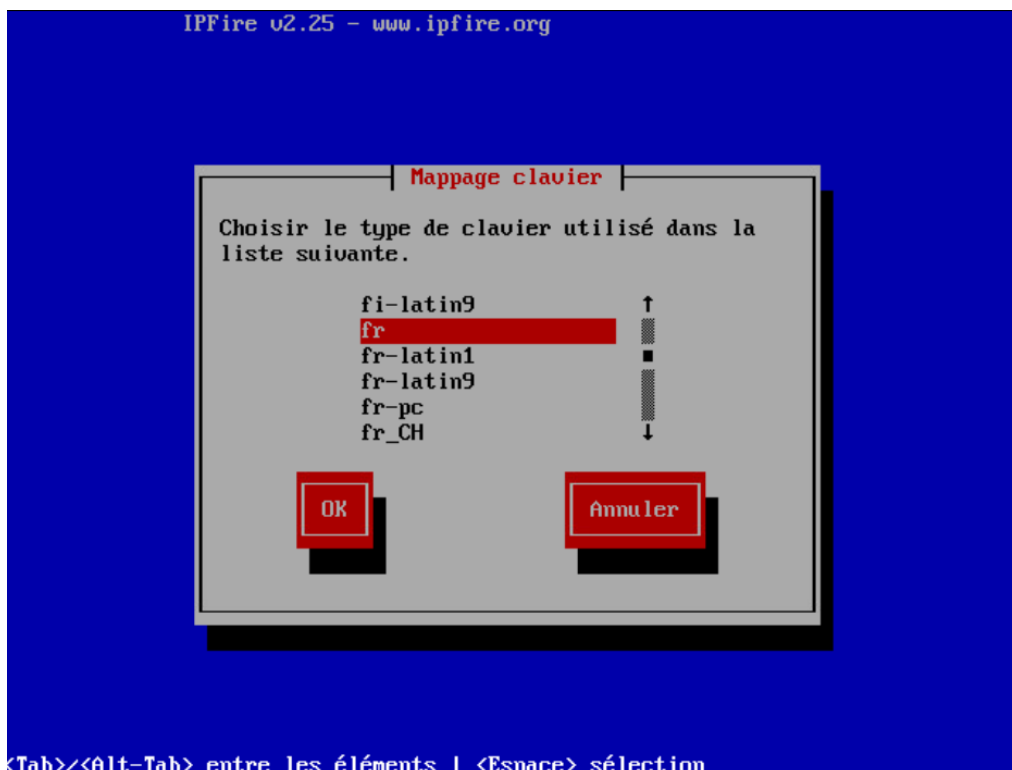 IPFire v2.25 - www.ipfire.org
Mappage clavier
Choisir le type de clavier utilisé dans la
liste suivante.
fi-latin9
fr
fr-latin1
fr-latin9
fr-pc
fr_CH
OK
Annuler
<Tab>/<Alt-Tab> entre les éléments | <Espace> sélection